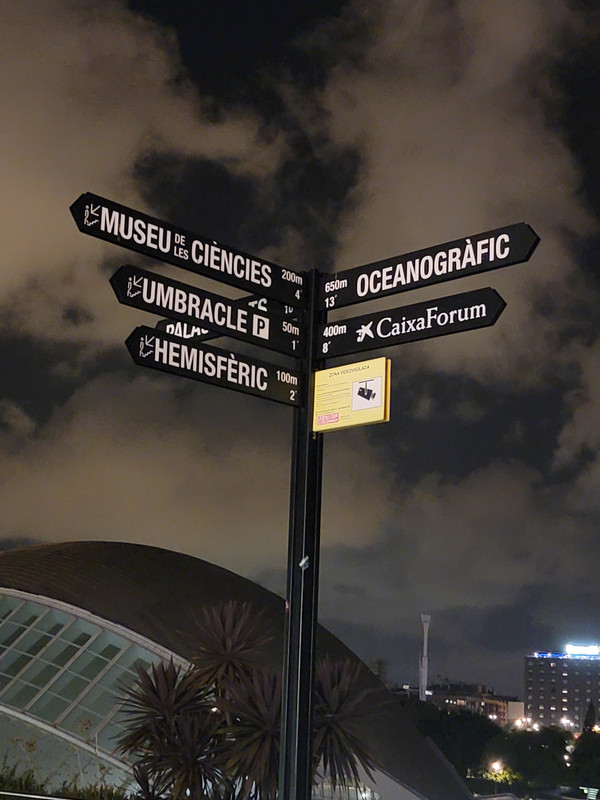 MUSEU DE LES CIÈNCIES 200m 4'
UMBRACLE P 50m 1'
PALAU
HEMISFÈRIC 100m 2'
650m 13' OCEANOGRÀFIC
400m 8' CaixaForum
ZONA VIDEOVIGILADA